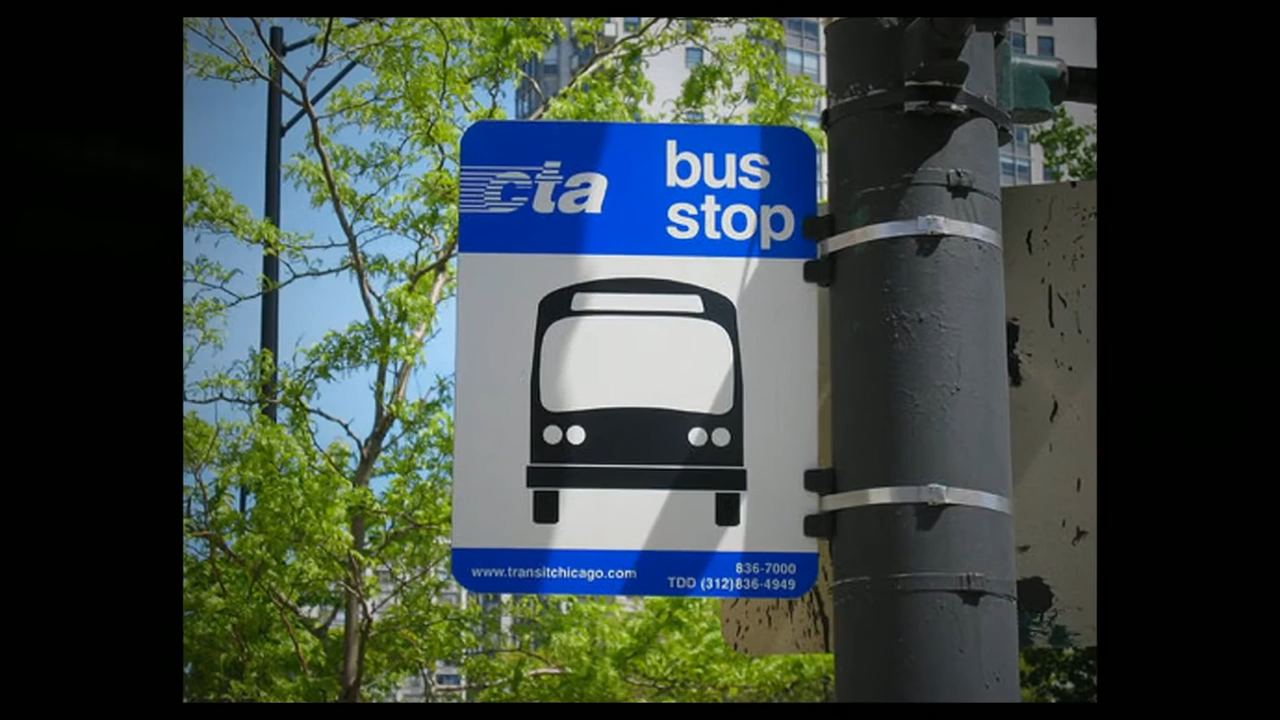 cta
bus
stop
www.transitchicago.com
836-7000
TDD (312)836-4949